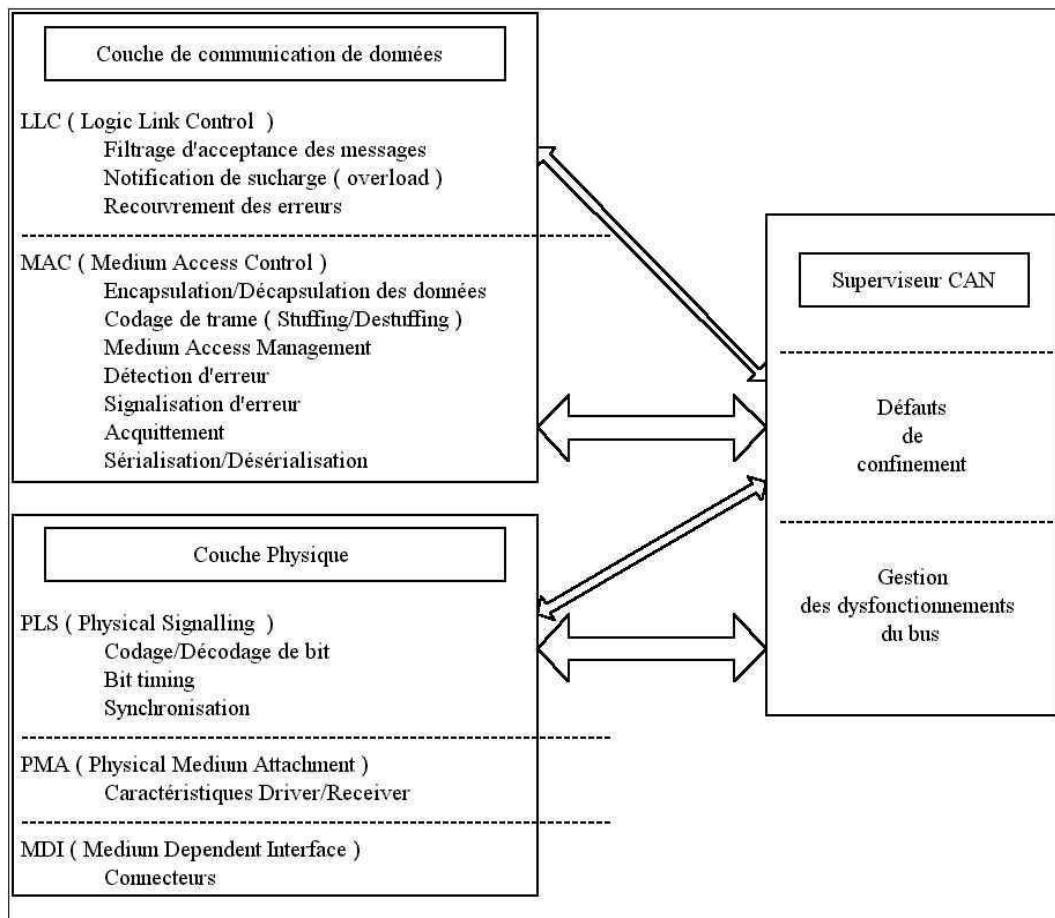 Couche de communication de données
LLC ( Logic Link Control )
Filtrage d'acceptance des messages
Notification de sucharge ( overload )
Recouvrement des erreurs
MAC ( Medium Access Control )
Encapsulation/Décapsulation des données
Codage de trame ( Stuffing/Destuffing )
Medium Access Management
Détection d'erreur
Signalisation d'erreur
Acquittement
Sérialisation/Désérialisation
Couche Physique
PLS ( Physical Signalling )
Codage/Décodage de bit
Bit timing
Synchronisation
PMA ( Physical Medium Attachment )
Caractéristiques Driver/Receiver
MDI ( Medium Dependent Interface )
Connecteurs
Superviseur CAN
Défauts
de
confinement
Gestion
des dysfonctionnements
du bus